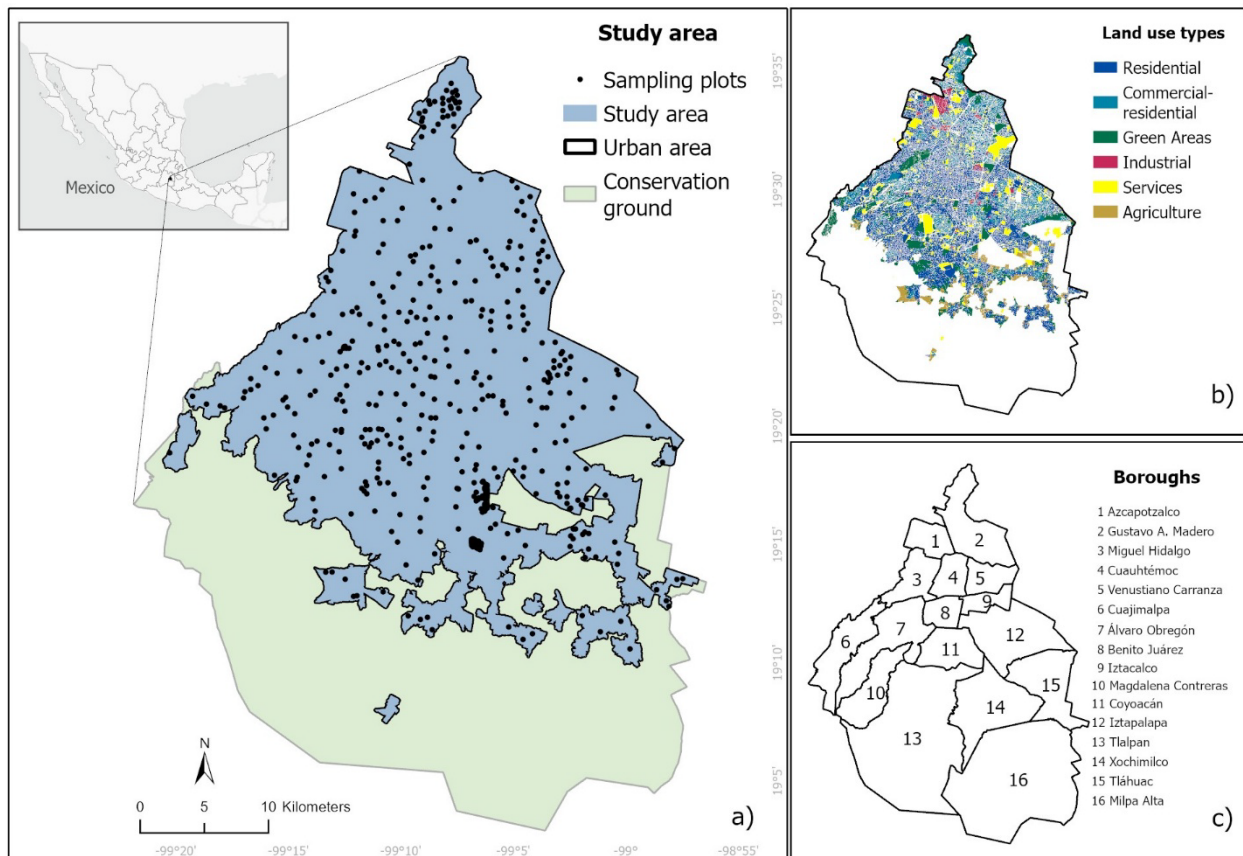 Mexico
Study area
Sampling plots
Study area
Urban area
Conservation
ground
19°35'
19°30'
19°25'
19°20'
19°15'
19°10'
19°5'
N
0 5 10 Kilometers
a)
-99°20' -99°15' -99°10' -99°5' -99° -98°55'
Land use types
Residential
Commercial-
residential
Green Areas
Industrial
Services
Agriculture
b)
Boroughs
1 Azcapotzalco
2 Gustavo A. Madero
3 Miguel Hidalgo
4 Cuauhtémoc
5 Venustiano Carranza
6 Cuajimalpa
7 Álvaro Obregón
8 Benito Juárez
9 Iztacalco
10 Magdalena Contreras
11 Coyoacán
12 Iztapalapa
13 Tlalpan
14 Xochimilco
15 Tláhuac
16 Milpa Alta
1
2
3
4
5
6
7
8
9
10
11
12
13
14
15
16
c)